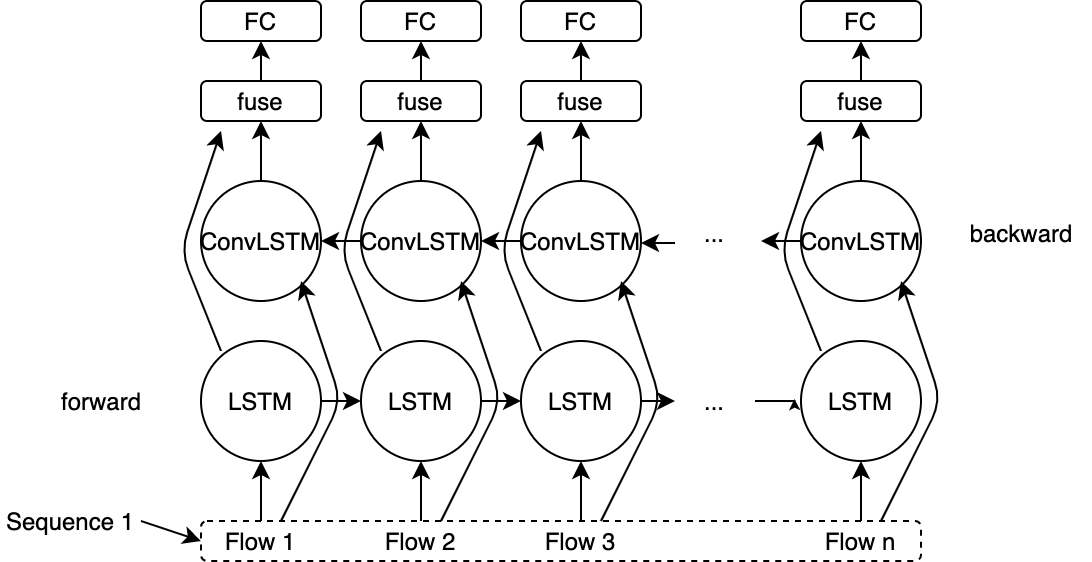 FC FC FC FC
fuse fuse fuse fuse
ConvLSTM ConvLSTM ConvLSTM ... ConvLSTM backward
forward LSTM LSTM LSTM ... LSTM
Sequence 1
Flow 1 Flow 2 Flow 3 Flow n